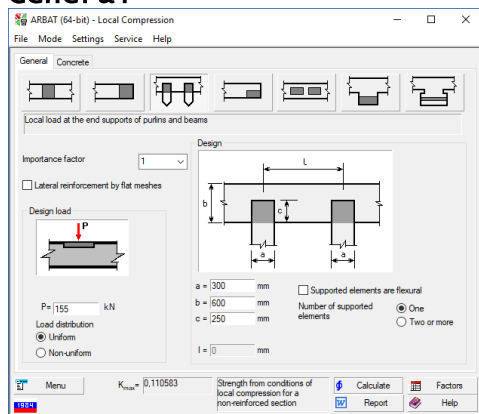 General
ARBAT (64-bit) - Local Compression
File Mode Settings Service Help
General Concrete
Local load at the end supports of purlins and beams
Importance factor 1
Lateral reinforcement by flat meshes
Design load
P
P= 155 kN
Load distribution
Uniform
Non-uniform
Design
L
b
c
a a
a = 300 mm
b = 600 mm
c = 250 mm
l = 0 mm
Supported elements are flexural
Number of supported
elements
One
Two or more
Menu
Kmax= 0,110583
Strength from conditions of
local compression for a
non-reinforced section
Calculate Factors
1984
Report Help